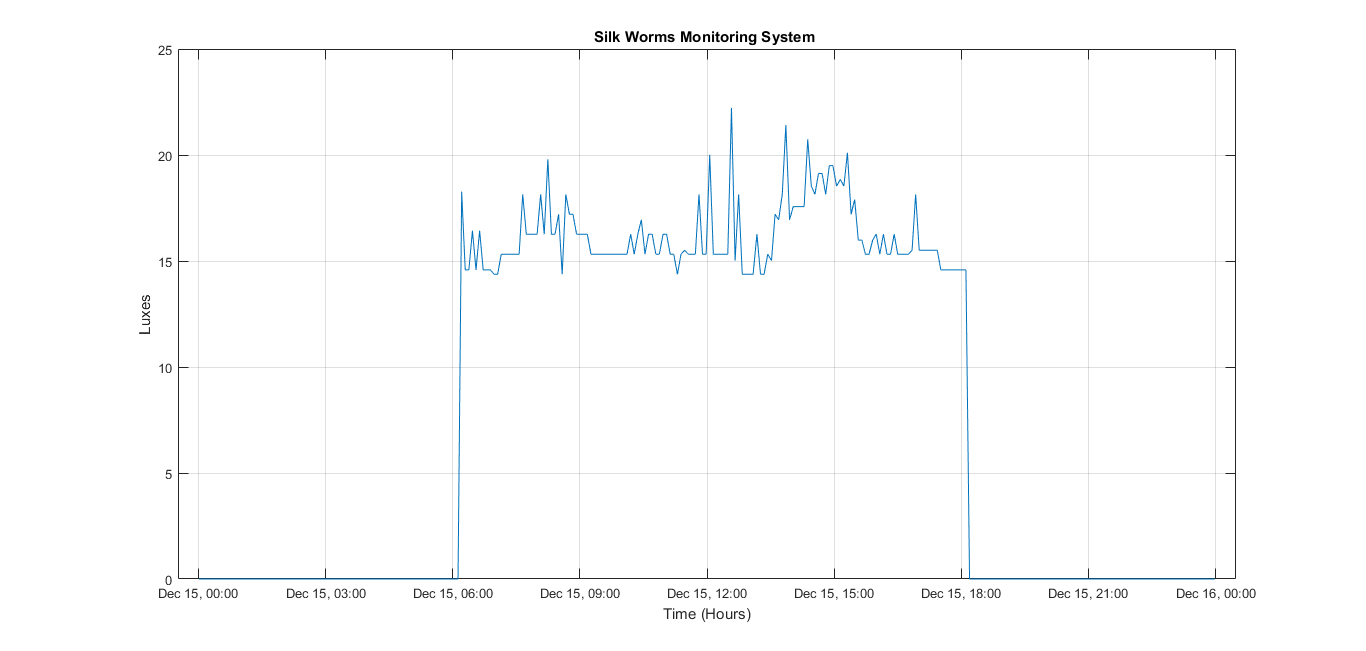 Silk Worms Monitoring System
25
20
15
10
5
0
Luxes
Dec 15, 00:00 Dec 15, 03:00 Dec 15, 06:00 Dec 15, 09:00 Dec 15, 12:00 Dec 15, 15:00 Dec 15, 18:00 Dec 15, 21:00 Dec 16, 00:00
Time (Hours)